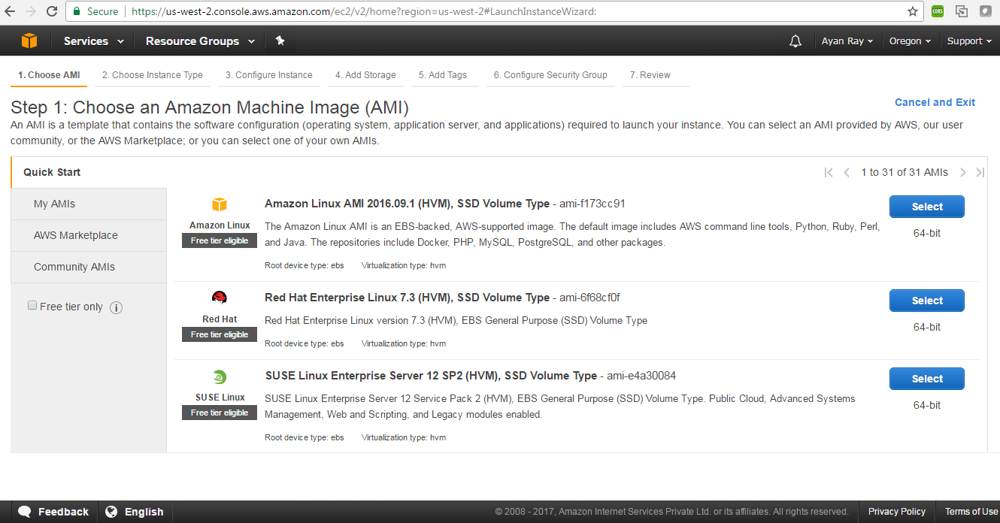 Secure https://us-west-2.console.aws.amazon.com/ec2/v2/home?region=us-west-2#LaunchInstanceWizard:
CORS
Services Resource Groups Ayan Ray Oregon Support
1. Choose AMI 2. Choose Instance Type 3. Configure Instance 4. Add Storage 5. Add Tags 6. Configure Security Group 7. Review
Step 1: Choose an Amazon Machine Image (AMI)
Cancel and Exit
An AMI is a template that contains the software configuration (operating system, application server, and applications) required to launch your instance. You can select an AMI provided by AWS, our user
community, or the AWS Marketplace; or you can select one of your own AMIs.
Quick Start
My AMIs
AWS Marketplace
Community AMIs
Free tier only
1 to 31 of 31 AMIs
Amazon Linux
Free tier eligible
Amazon Linux AMI 2016.09.1 (HVM), SSD Volume Type - ami-f173cc91
The Amazon Linux AMI is an EBS-backed, AWS-supported image. The default image includes AWS command line tools, Python, Ruby, Perl,
and Java. The repositories include Docker, PHP, MySQL, PostgreSQL, and other packages.
Root device type: ebs Virtualization type: hvm
Select
64-bit
Red Hat
Free tier eligible
Red Hat Enterprise Linux 7.3 (HVM), SSD Volume Type - ami-6f68cf0f
Red Hat Enterprise Linux version 7.3 (HVM), EBS General Purpose (SSD) Volume Type
Root device type: ebs Virtualization type: hvm
Select
64-bit
SUSE Linux
Free tier eligible
SUSE Linux Enterprise Server 12 SP2 (HVM), SSD Volume Type - ami-e4a30084
SUSE Linux Enterprise Server 12 Service Pack 2 (HVM), EBS General Purpose (SSD) Volume Type. Public Cloud, Advanced Systems
Management, Web and Scripting, and Legacy modules enabled.
Root device type: ebs Virtualization type: hvm
Select
64-bit
Feedback English © 2008 - 2017, Amazon Internet Services Private Ltd. or its affiliates. All rights reserved. Privacy Policy Terms of Use